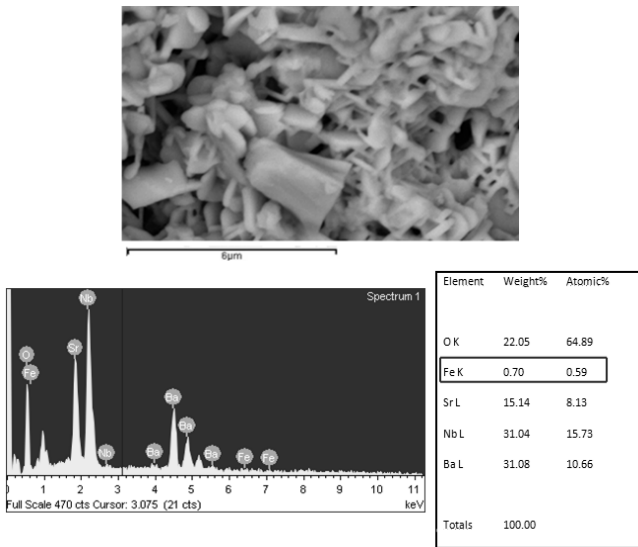 6µm
Spectrum 1
Nb
Sr
O
Fe
Ba
Ba
Nb
Ba
Ba
Fe
Fe
0 1 2 3 4 5 6 7 8 9 10 11
Full Scale 470 cts Cursor: 3.075 (21 cts)
keV
Element Weight% Atomic%
O K 22.05 64.89
Fe K 0.70 0.59
Sr L 15.14 8.13
Nb L 31.04 15.73
Ba L 31.08 10.66
Totals 100.00